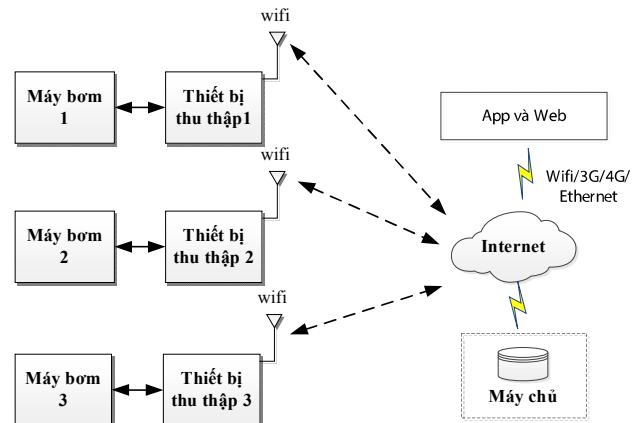 wifi
Máy bơm
1
Thiết bị
thu thập1
wifi
Máy bơm
2
Thiết bị
thu thập 2
wifi
Máy bơm
3
Thiết bị
thu thập 3
App và Web
Wifi/3G/4G/
Ethernet
Internet
Máy chủ